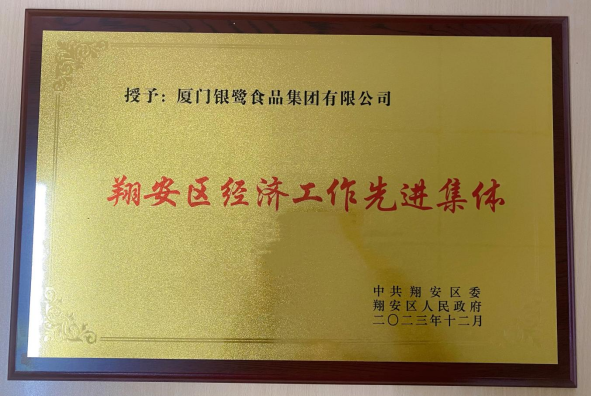 授予：厦门银鹭食品集团有限公司
翔安区经济工作先进集体
中共翔安区委
翔安区人民政府
二〇二三年十二月